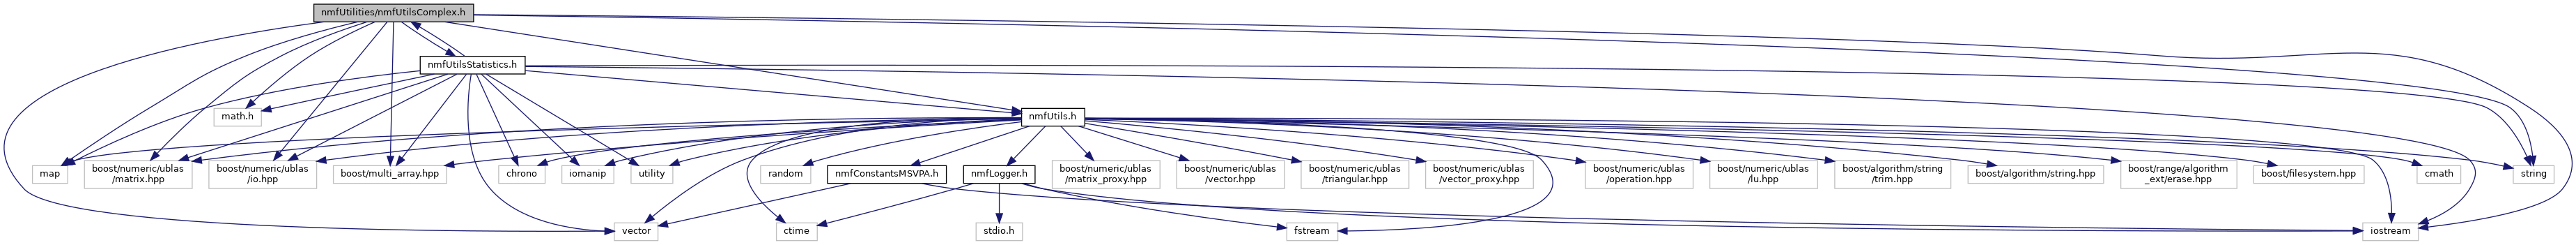 nmfUtilities/nmfUtilsComplex.h
nmfUtilsStatistics.h
math.h
nmfUtils.h
map
boost/numeric/ublas
/matrix.hpp
boost/numeric/ublas
/io.hpp
boost/multi_array.hpp
chrono
iomanip
utility
random
nmfConstantsMSVPA.h
nmfLogger.h
boost/numeric/ublas
/matrix_proxy.hpp
boost/numeric/ublas
/vector.hpp
boost/numeric/ublas
/triangular.hpp
boost/numeric/ublas
/vector_proxy.hpp
boost/numeric/ublas
/operation.hpp
boost/numeric/ublas
/lu.hpp
boost/algorithm/string
/trim.hpp
boost/algorithm/string.hpp
boost/range/algorithm
_ext/erase.hpp
boost/filesystem.hpp
cmath
string
vector
ctime
stdio.h
fstream
iostream